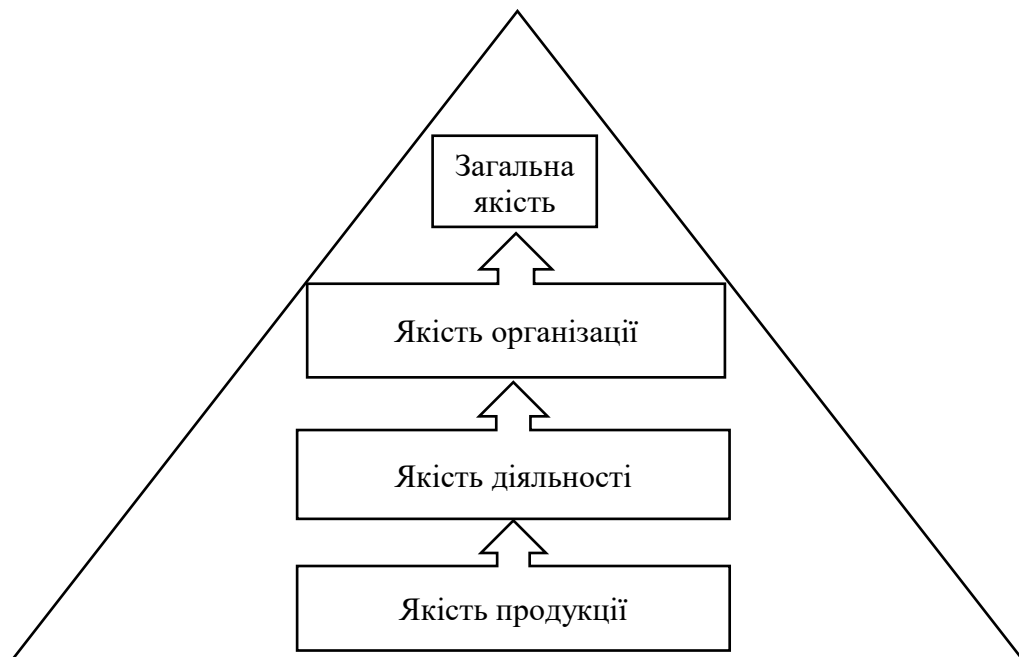 Загальна
якість
Якість організації
Якість діяльності
Якість продукції